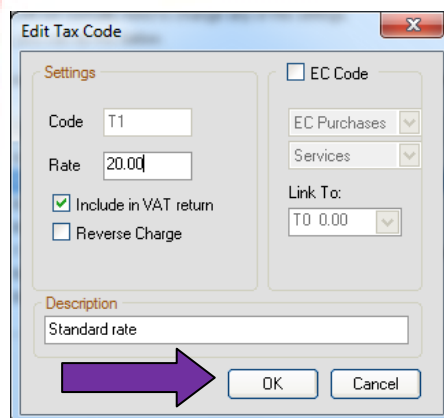 Edit Tax Code
Settings
Code T1
Rate 20.00
Include in VAT return
Reverse Charge
EC Code
EC Purchases
Services
Link To:
T0 0.00
Description
Standard rate
OK Cancel